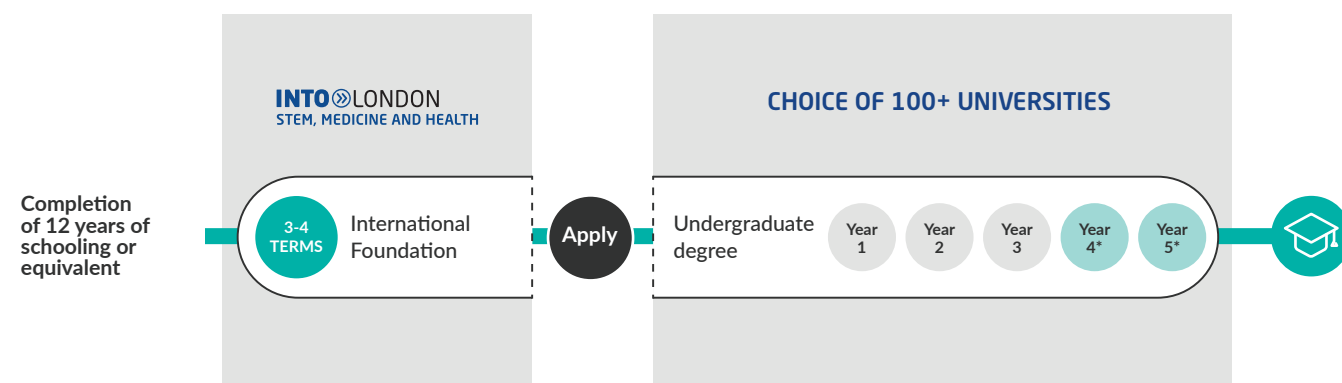 INTO LONDON
STEM, MEDICINE AND HEALTH
CHOICE OF 100+ UNIVERSITIES
Completion
of 12 years of
schooling or
equivalent
3-4
TERMS
International
Foundation
Apply
Undergraduate
degree
Year
1
Year
2
Year
3
Year
4*
Year
5*